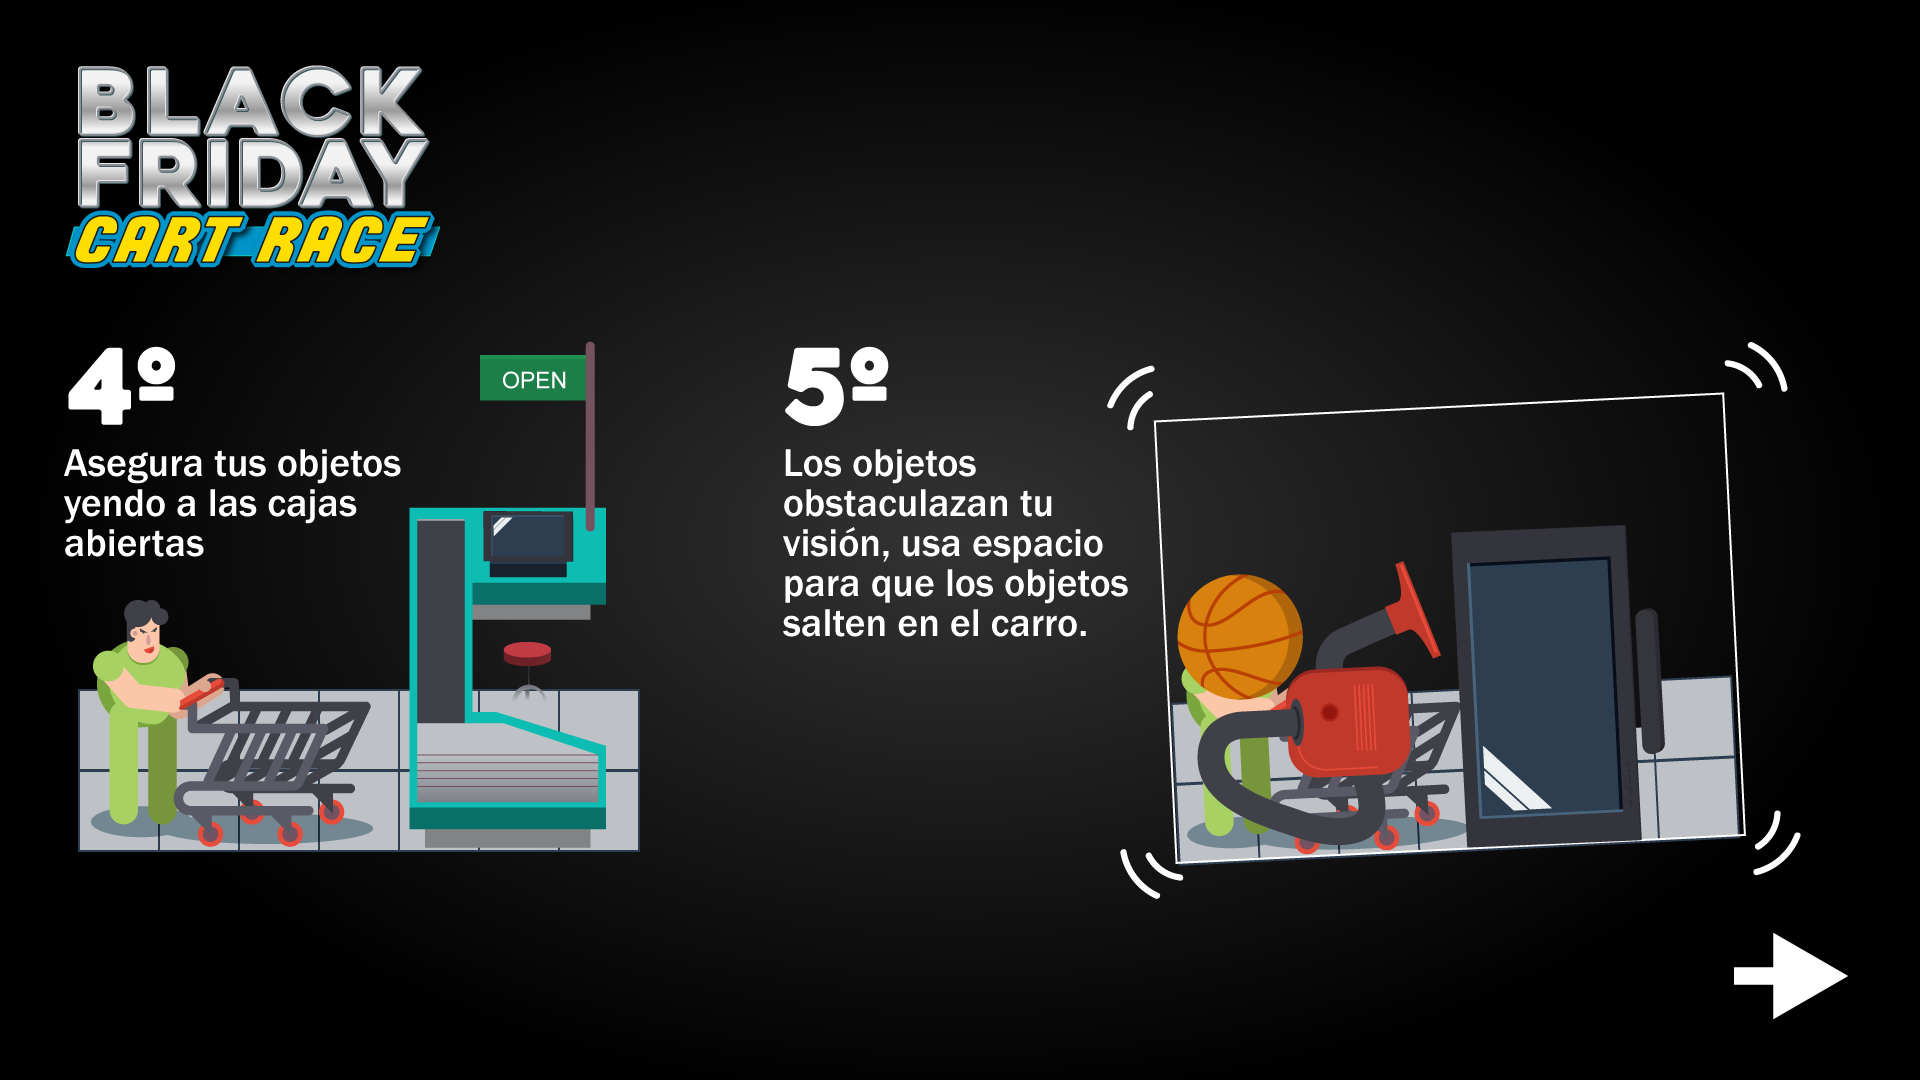 BLACK
FRIDAY
CART RACE
4º
Asegura tus objetos
yendo a las cajas
abiertas
OPEN
5º
Los objetos
obstaculazan tu
visión, usa espacio
para que los objetos
salten en el carro.